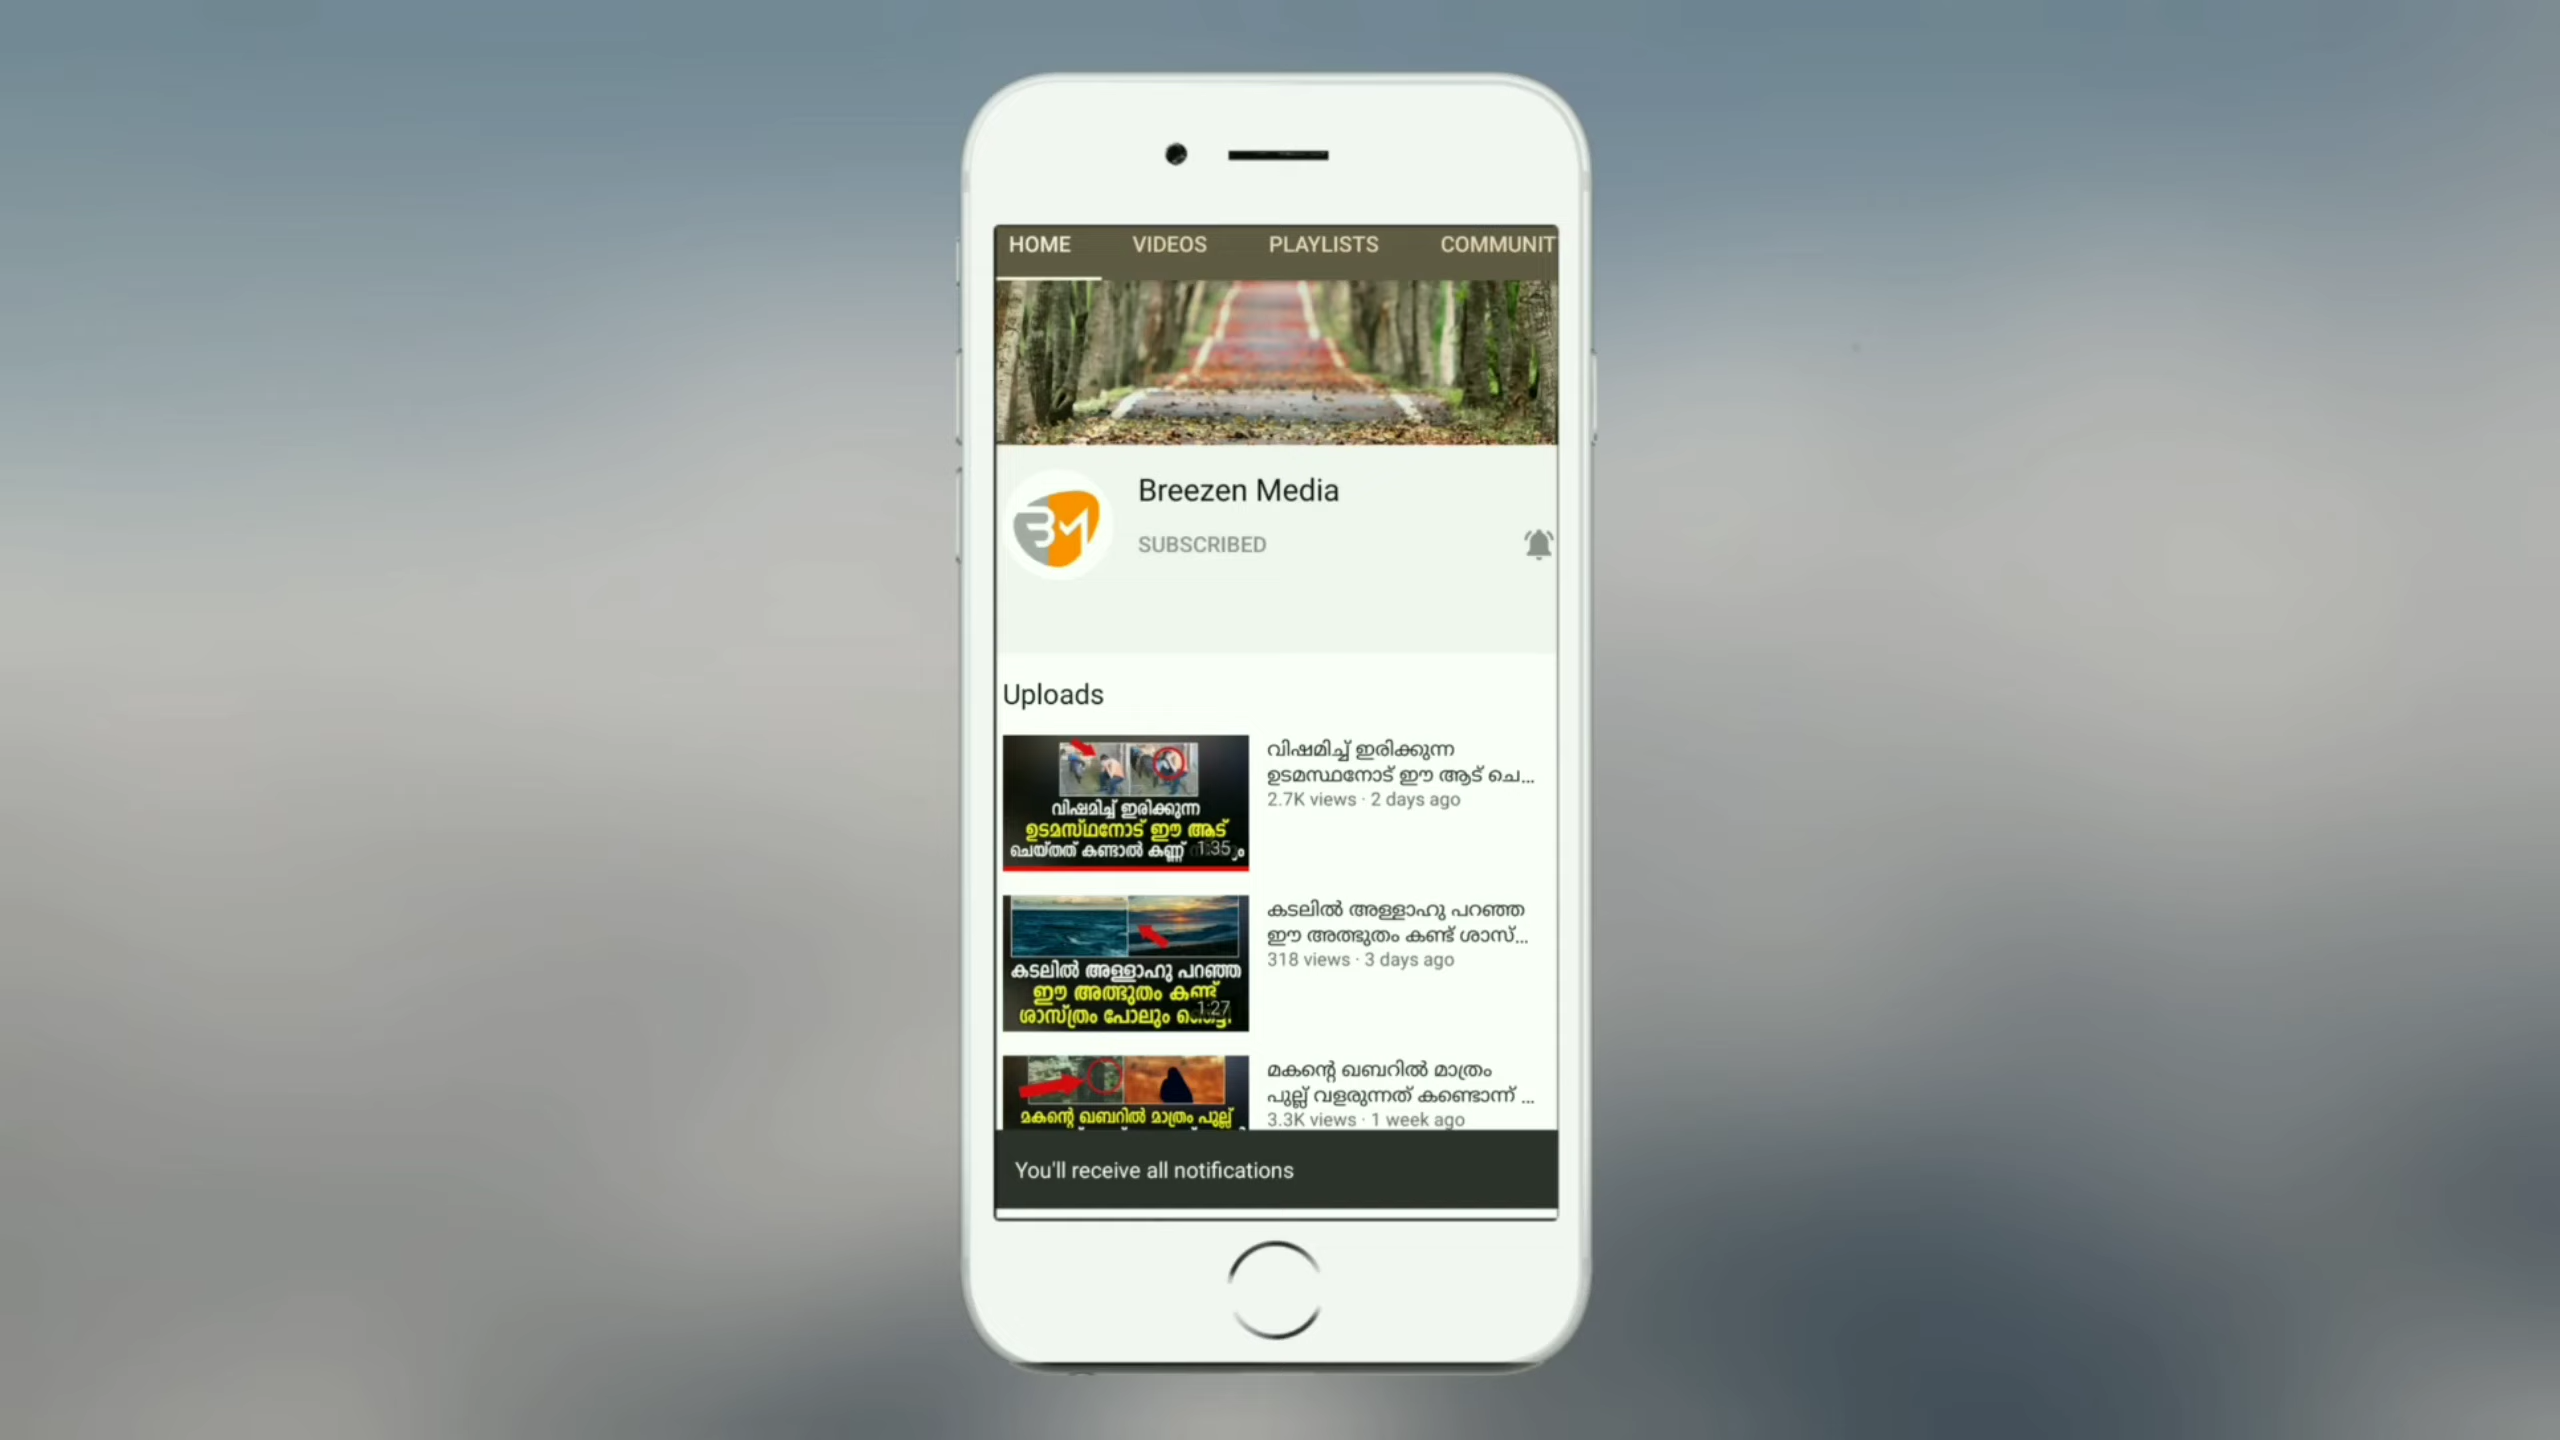 HOME VIDEOS PLAYLISTS COMMUNIT
BM
Breezen Media
SUBSCRIBED
Uploads
വിഷമിച്ച് ഇരിക്കുന്ന
ഉടമസ്ഥനോട് ഈ ആട്
ചെയ്തത് കണ്ടാൽ കണ്ണ്
1:35
വിഷമിച്ച് ഇരിക്കുന്ന
ഉടമസ്ഥനോട് ഈ ആട് ചെ...
2.7K views · 2 days ago
കടലിൽ അള്ളാഹു പറഞ്ഞ
ഈ അത്ഭുതം കണ്ട്
ശാസ്ത്രം പോലും
1:27
കടലിൽ അള്ളാഹു പറഞ്ഞ
ഈ അത്ഭുതം കണ്ട് ശാസ്...
318 views · 3 days ago
മകന്റെ ഖബറിൽ മാത്രം പുല്ല്
മകന്റെ ഖബറിൽ മാത്രം
പുല്ല് വളരുന്നത് കണ്ടൊന്ന് ...
3.3K views · 1 week ago
You'll receive all notifications